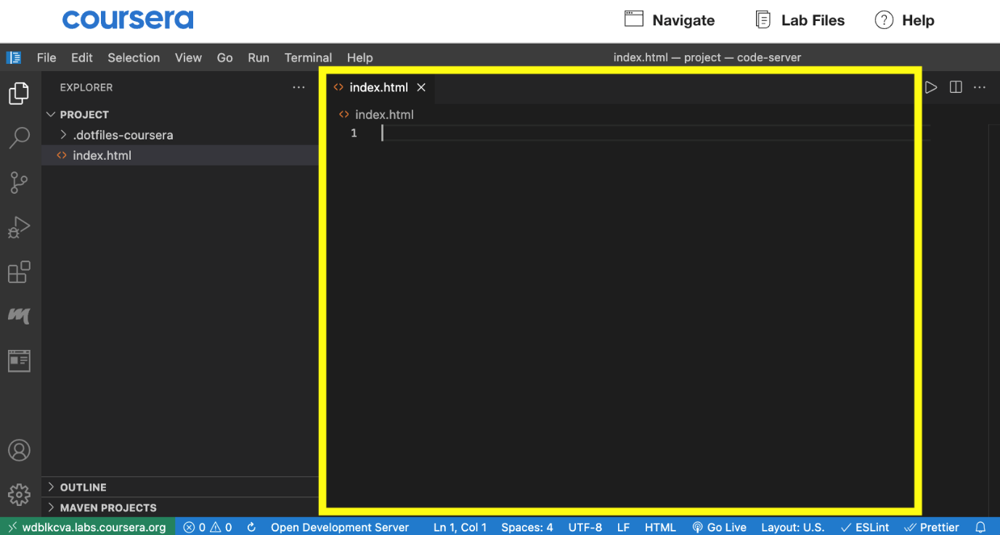 coursera
Navigate Lab Files ? Help
File Edit Selection View Go Run Terminal Help index.html — project — code-server
EXPLORER ··· index.html ···
PROJECT index.html
.dotfiles-coursera 1
index.html
OUTLINE
MAVEN PROJECTS
wdblkcva.labs.coursera.org 0 0 Open Development Server Ln 1, Col 1 Spaces: 4 UTF-8 LF HTML Go Live Layout: U.S. ESLint Prettier